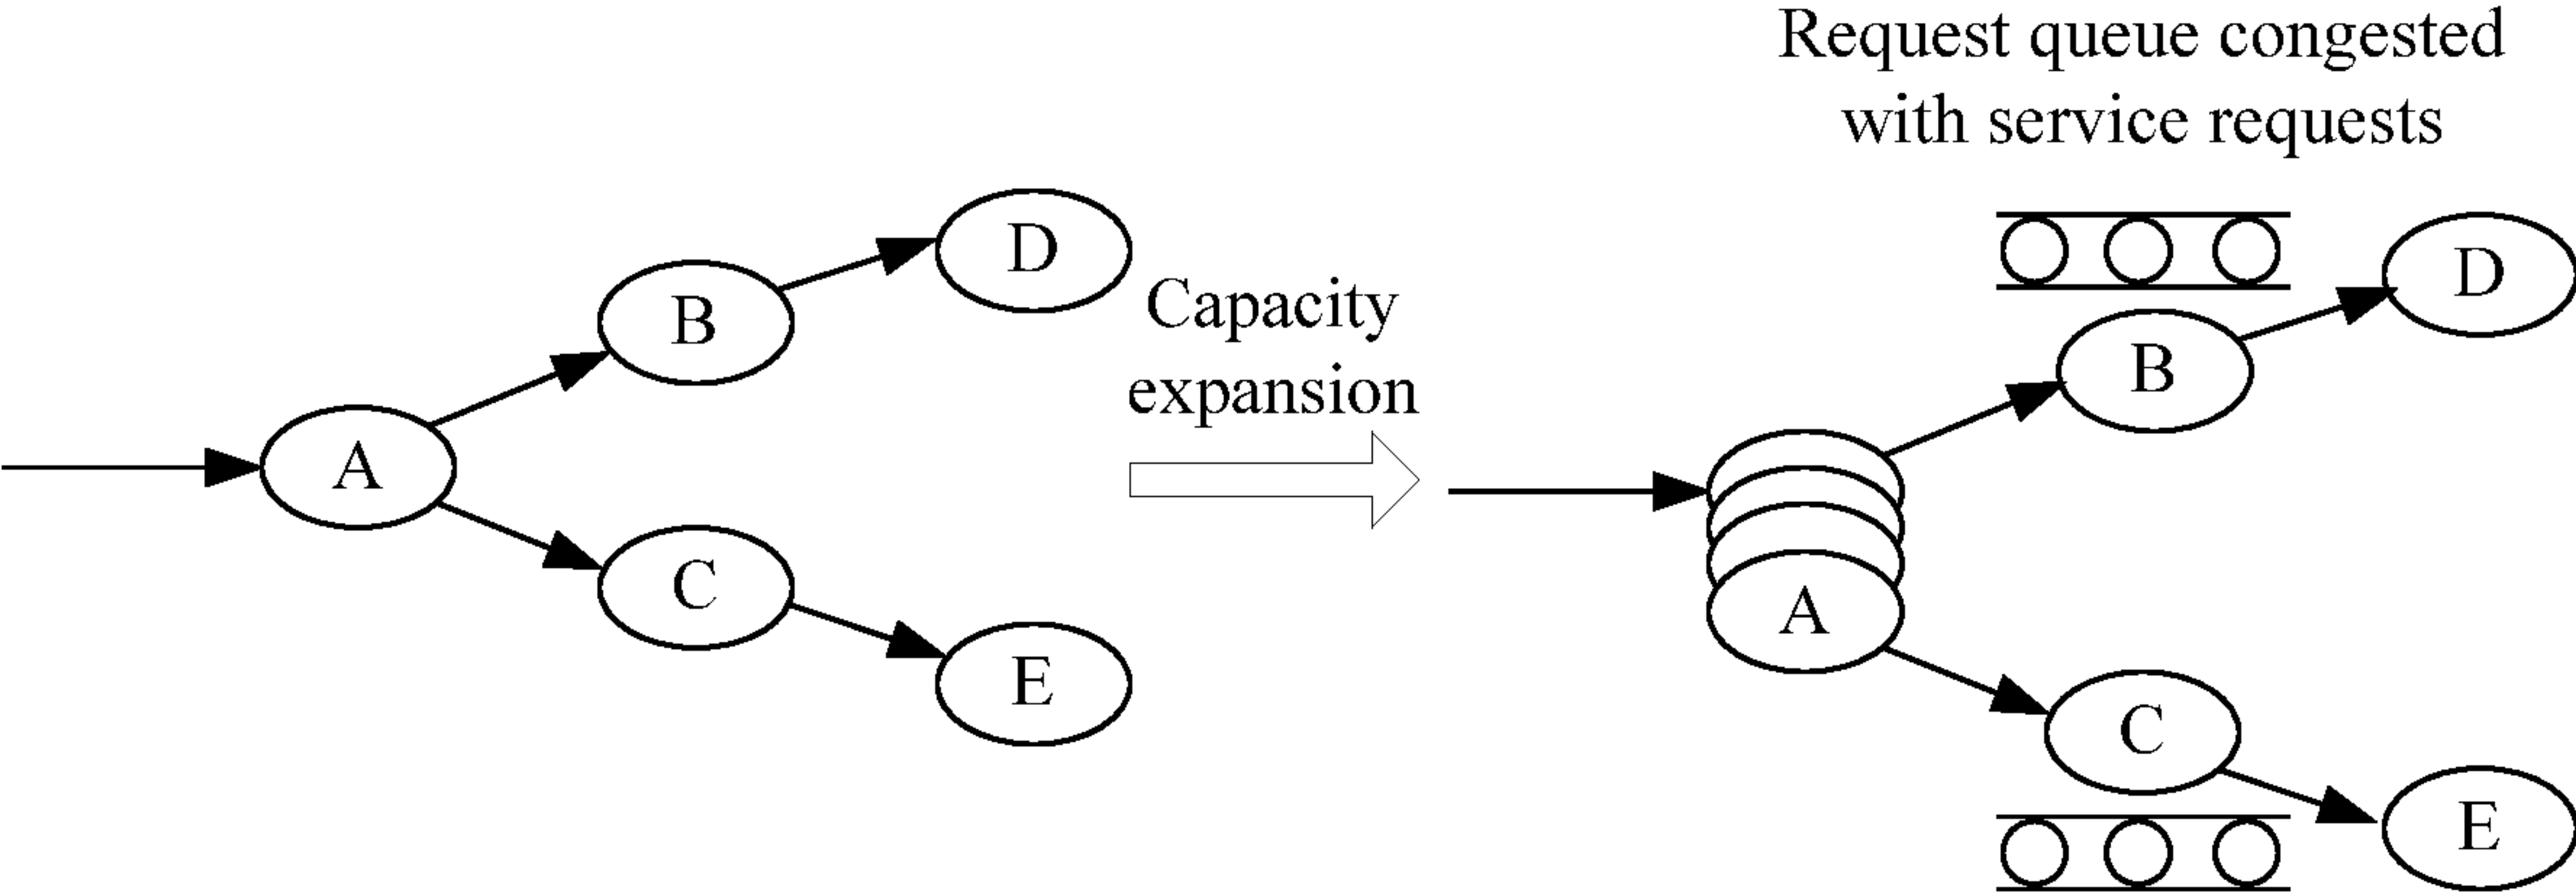 A
B
C
D
E
Capacity
expansion
Request queue congested
with service requests
A
B
C
D
E